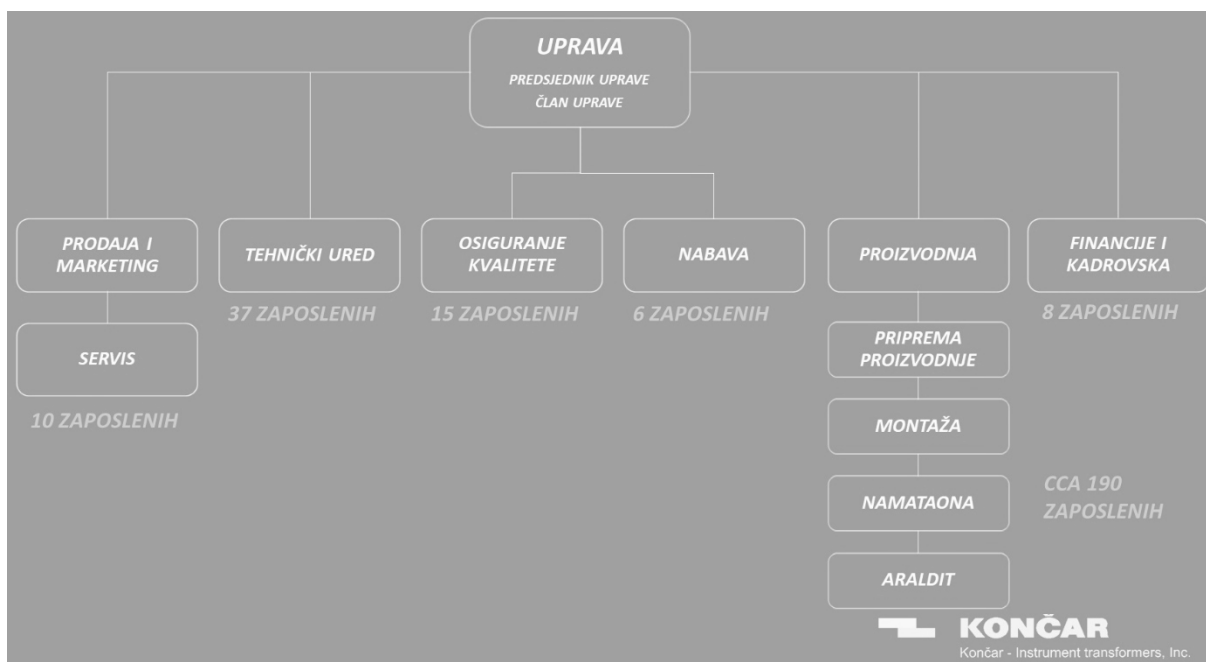 UPRAVA
PREDSJEDNIK UPRAVE
ČLAN UPRAVE
PRODAJA I
MARKETING
TEHNIČKI URED
OSIGURANJE
KVALITETE
NABAVA
PROIZVODNJA
FINANCIJE I
KADROVSKA
37 ZAPOSLENIH
15 ZAPOSLENIH
6 ZAPOSLENIH
8 ZAPOSLENIH
SERVIS
10 ZAPOSLENIH
PRIPREMA
PROIZVODNJE
MONTAŽA
NAMATAONA
CCA 190
ZAPOSLENIH
ARALDIT
KONČAR
Končar - Instrument transformers, Inc.